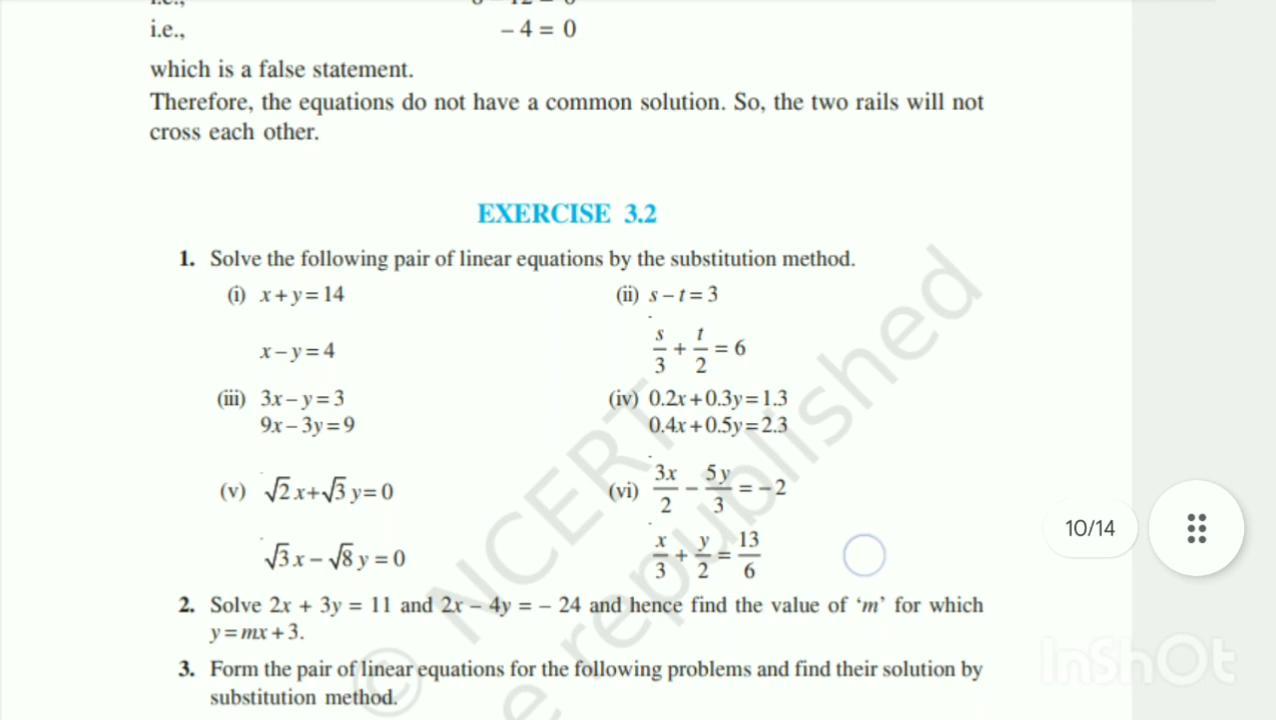 i.e.,
– 4 = 0
which is a false statement.
Therefore, the equations do not have a common solution. So, the two rails will not
cross each other.
EXERCISE 3.2
1. Solve the following pair of linear equations by the substitution method.
(i) x + y = 14
(ii) s – t = 3
x – y = 4
s/3 + t/2 = 6
(iii) 3x – y = 3
(iv) 0.2x + 0.3y = 1.3
9x – 3y = 9
0.4x + 0.5y = 2.3
(v) √2 x + √3 y = 0
(vi) 3x/2 – 5y/3 = – 2
√3 x – √8 y = 0
x/3 + y/2 = 13/6
10/14
2. Solve 2x + 3y = 11 and 2x – 4y = – 24 and hence find the value of ‘m’ for which
y = mx + 3.
3. Form the pair of linear equations for the following problems and find their solution by
substitution method.
© NCERT
republished
InShOt